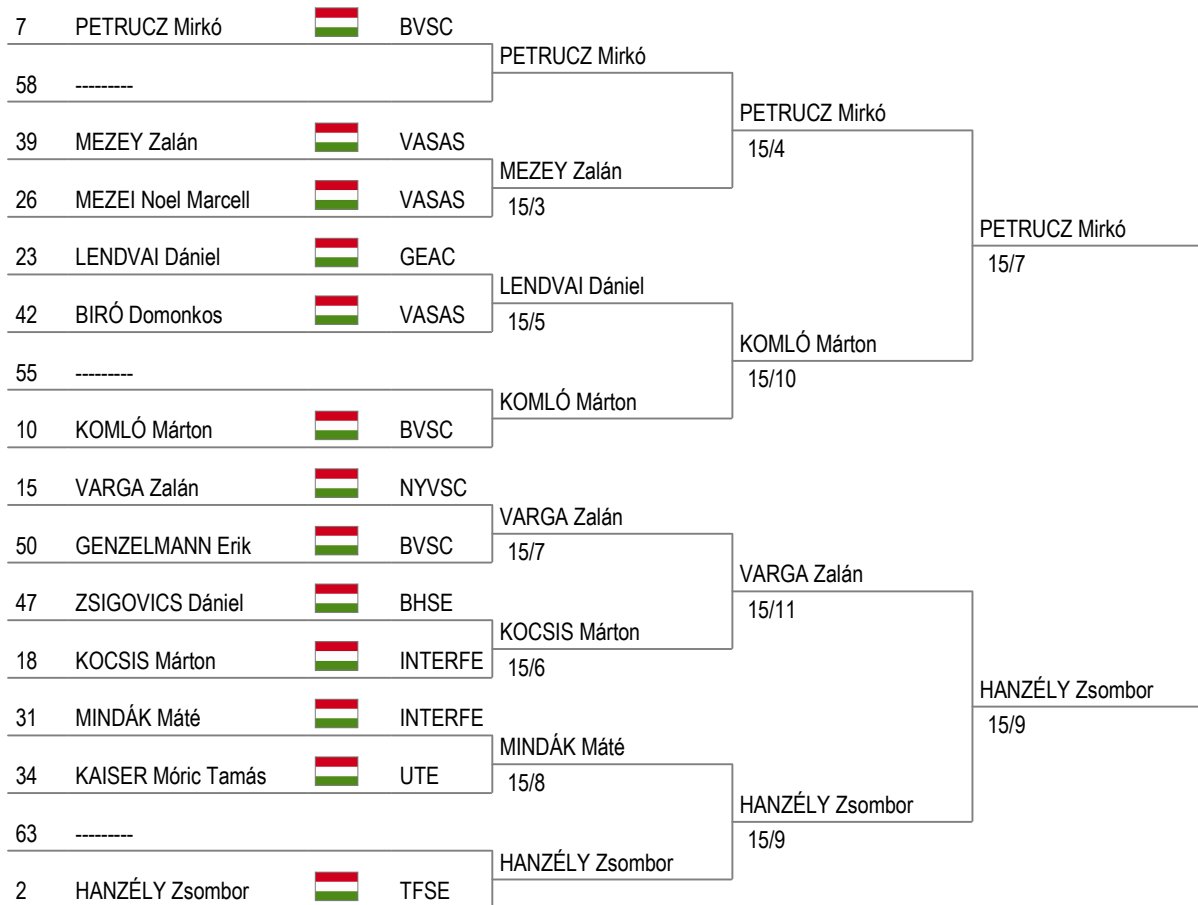 7 PETRUCZ Mirkó BVSC
PETRUCZ Mirkó
58 ---------
PETRUCZ Mirkó
15/4
39 MEZEY Zalán VASAS
MEZEY Zalán
15/3
26 MEZEI Noel Marcell VASAS
PETRUCZ Mirkó
15/7
23 LENDVAI Dániel GEAC
LENDVAI Dániel
15/5
42 BIRÓ Domonkos VASAS
KOMLÓ Márton
15/10
55 ---------
KOMLÓ Márton
10 KOMLÓ Márton BVSC
15 VARGA Zalán NYVSC
VARGA Zalán
15/7
50 GENZELMANN Erik BVSC
VARGA Zalán
15/11
47 ZSIGOVICS Dániel BHSE
KOCSIS Márton
15/6
18 KOCSIS Márton INTERFE
HANZÉLY Zsombor
15/9
31 MINDÁK Máté INTERFE
MINDÁK Máté
15/8
34 KAISER Móric Tamás UTE
HANZÉLY Zsombor
15/9
63 ---------
HANZÉLY Zsombor
2 HANZÉLY Zsombor TFSE